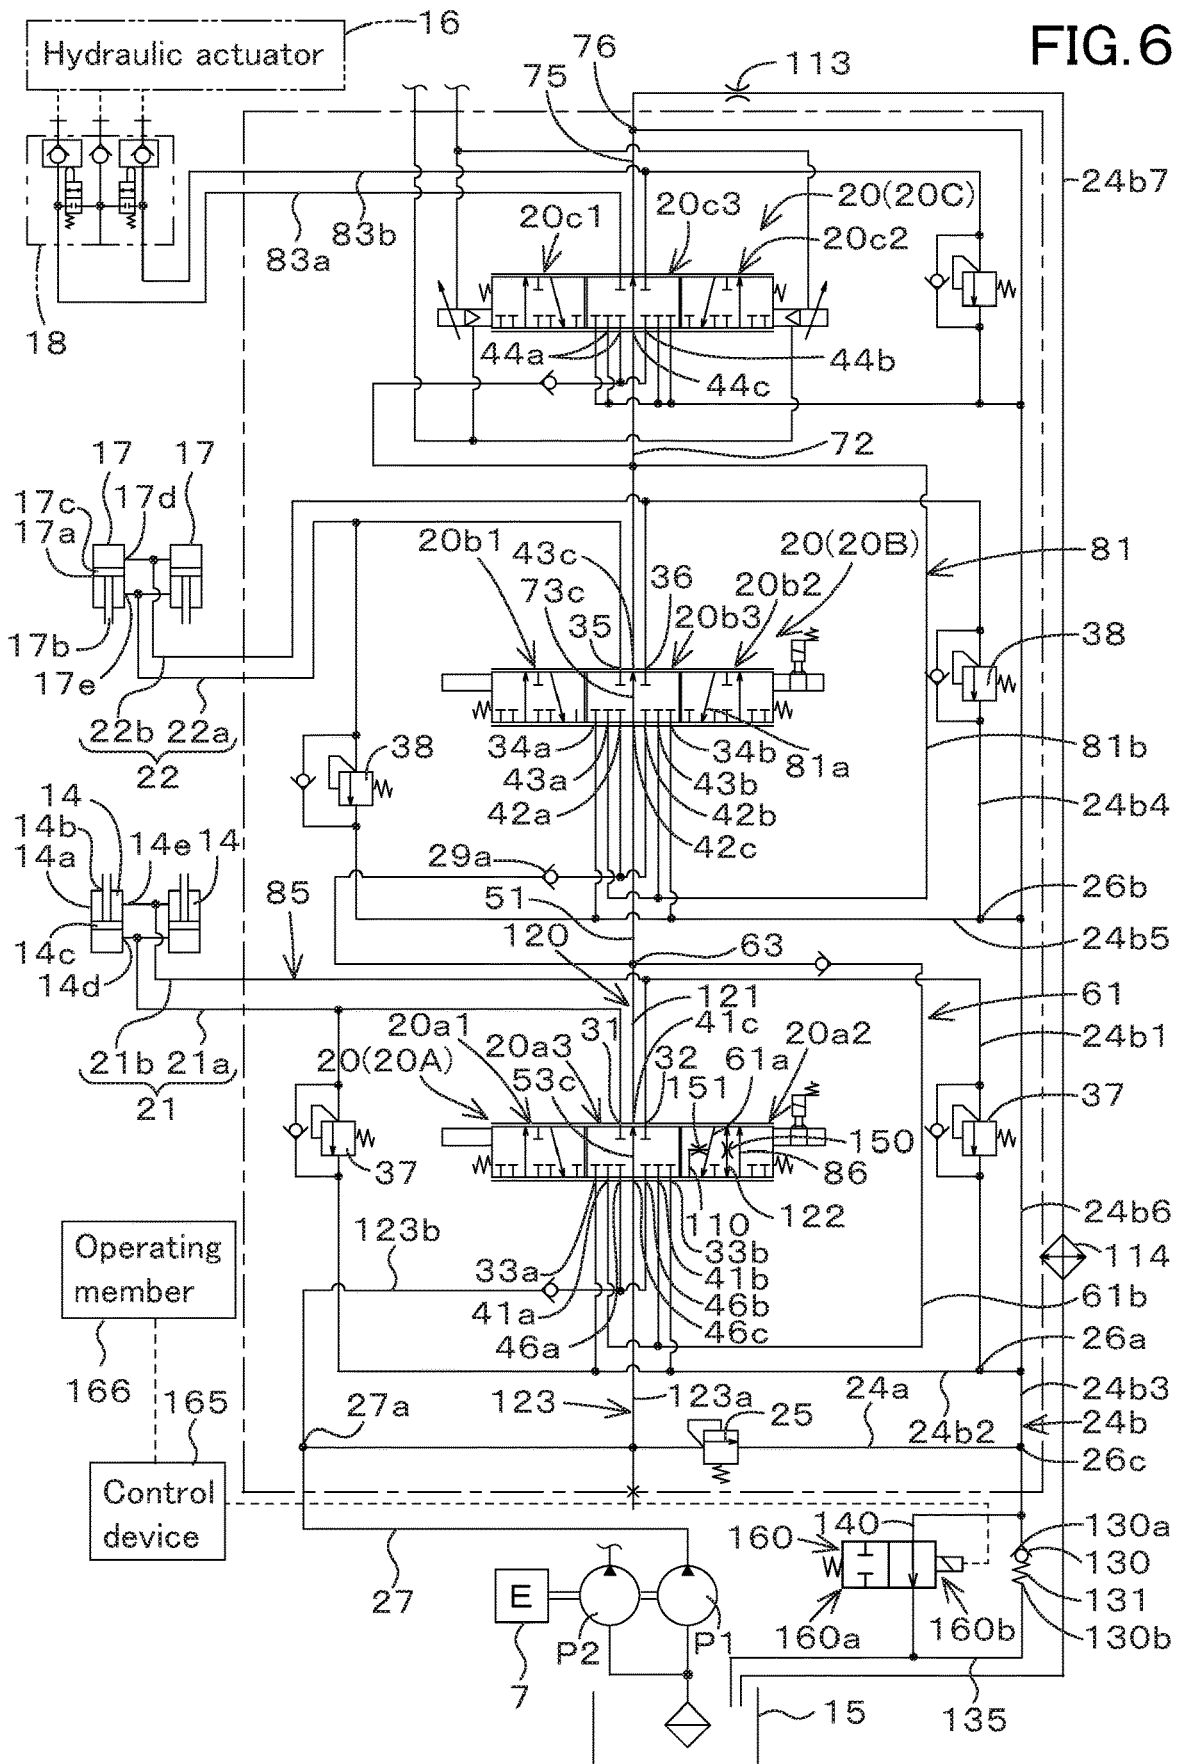 FIG.6
16
Hydraulic actuator
76
113
75
24b7
83b
83a
18
20c1
20c3
20(20C)
20c2
44a
44c
44b
72
17
17
17c
17d
17a
17b
17e
22b 22a
22
20b1
43c
73c
35
36
20(20B)
20b2
20b3
81
38
34a
43a
42a
34b
81a
43b
42b
42c
38
81b
24b4
14
14b
14a
14e
14
14c
14d
85
29a
51
120
63
26b
24b5
21b 21a
21
20a1
20(20A)
20a3
53c
31
121
41c
32
151
61a
20a2
61
24b1
37
37
150
86
110
122
123b
33a
41a
46a
33b
41b
46b
46c
24b6
114
61b
26a
Operating
member
166
165
27a
123
123a
25
24a
24b2
24b3
24b
26c
Control
device
27
E
7
P2
P1
160
140
160a
160b
130a
130
131
130b
135
15